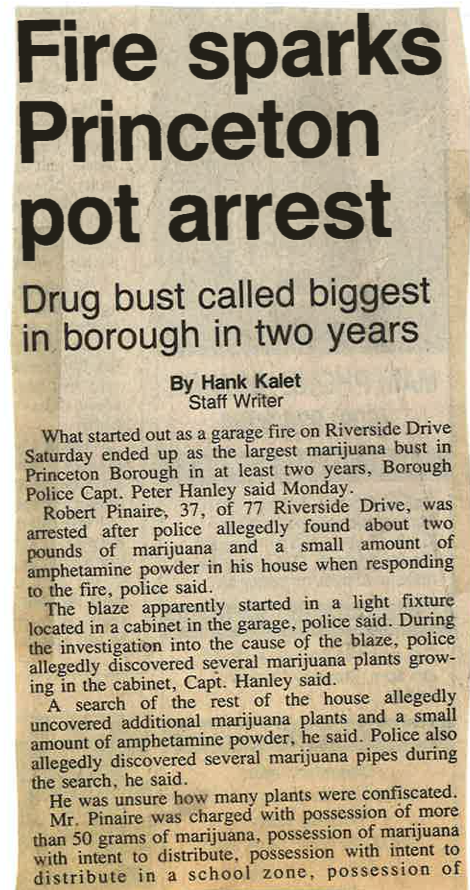 Fire sparks
Princeton
pot arrest
Drug bust called biggest
in borough in two years
By Hank Kalet
Staff Writer
What started out as a garage fire on Riverside Drive
Saturday ended up as the largest marijuana bust in
Princeton Borough in at least two years, Borough
Police Capt. Peter Hanley said Monday.
Robert Pinaire, 37, of 77 Riverside Drive, was
arrested after police allegedly found about two
pounds of marijuana and a small amount of
amphetamine powder in his house when responding
to the fire, police said.
The blaze apparently started in a light fixture
located in a cabinet in the garage, police said. During
the investigation into the cause of the blaze, police
allegedly discovered several marijuana plants grow-
ing in the cabinet, Capt. Hanley said.
A search of the rest of the house allegedly
uncovered additional marijuana plants and a small
amount of amphetamine powder, he said. Police also
allegedly discovered several marijuana pipes during
the search, he said.
He was unsure how many plants were confiscated.
Mr. Pinaire was charged with possession of more
than 50 grams of marijuana, possession of marijuana
with intent to distribute, possession with intent to
distribute in a school zone, possession of